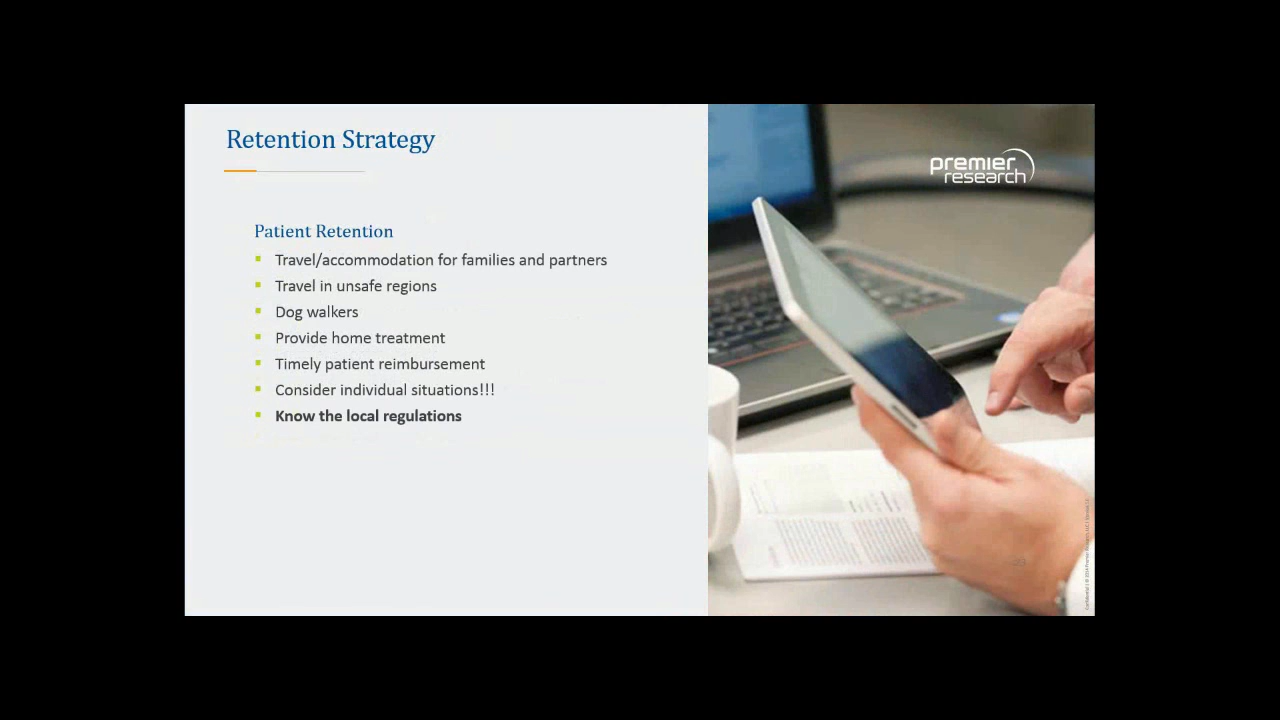 Retention Strategy
Patient Retention
Travel/accommodation for families and partners
Travel in unsafe regions
Dog walkers
Provide home treatment
Timely patient reimbursement
Consider individual situations!!!
Know the local regulations
premier
research